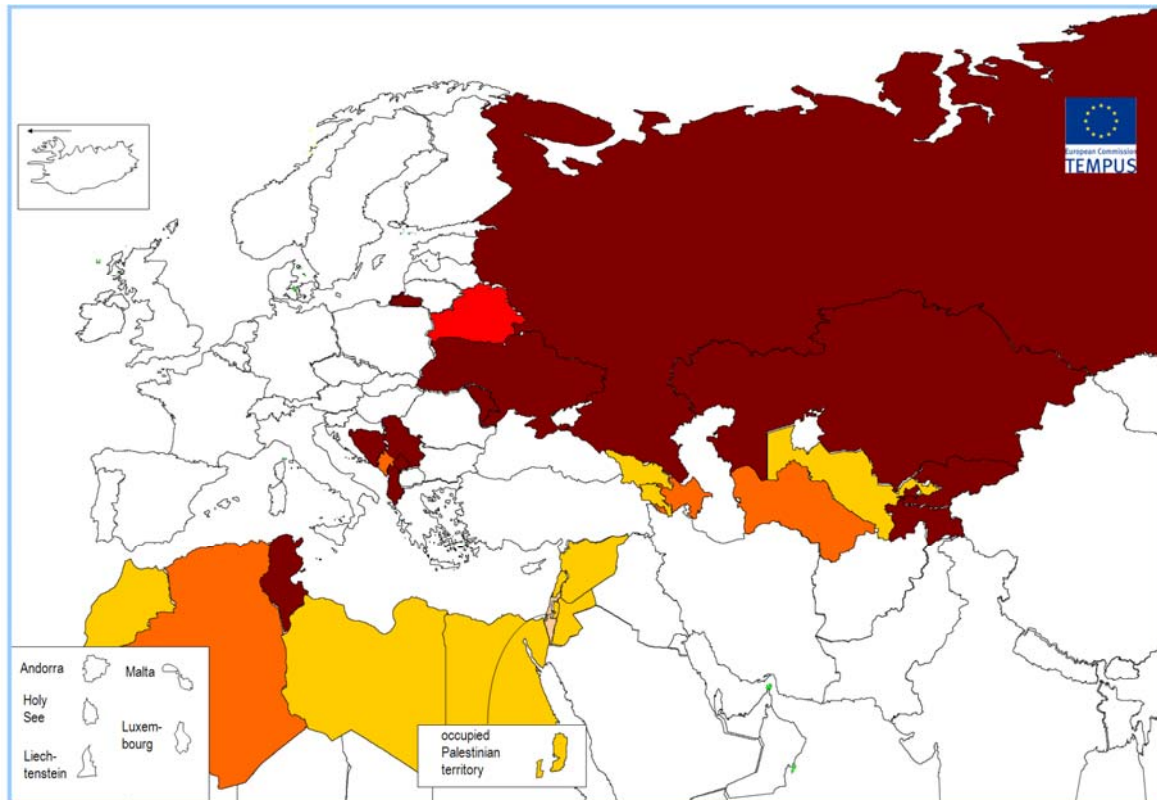 European Commission
TEMPUS
Andorra
Malta
Holy
See
Luxem-
bourg
Liech-
tenstein
occupied
Palestinian
territory